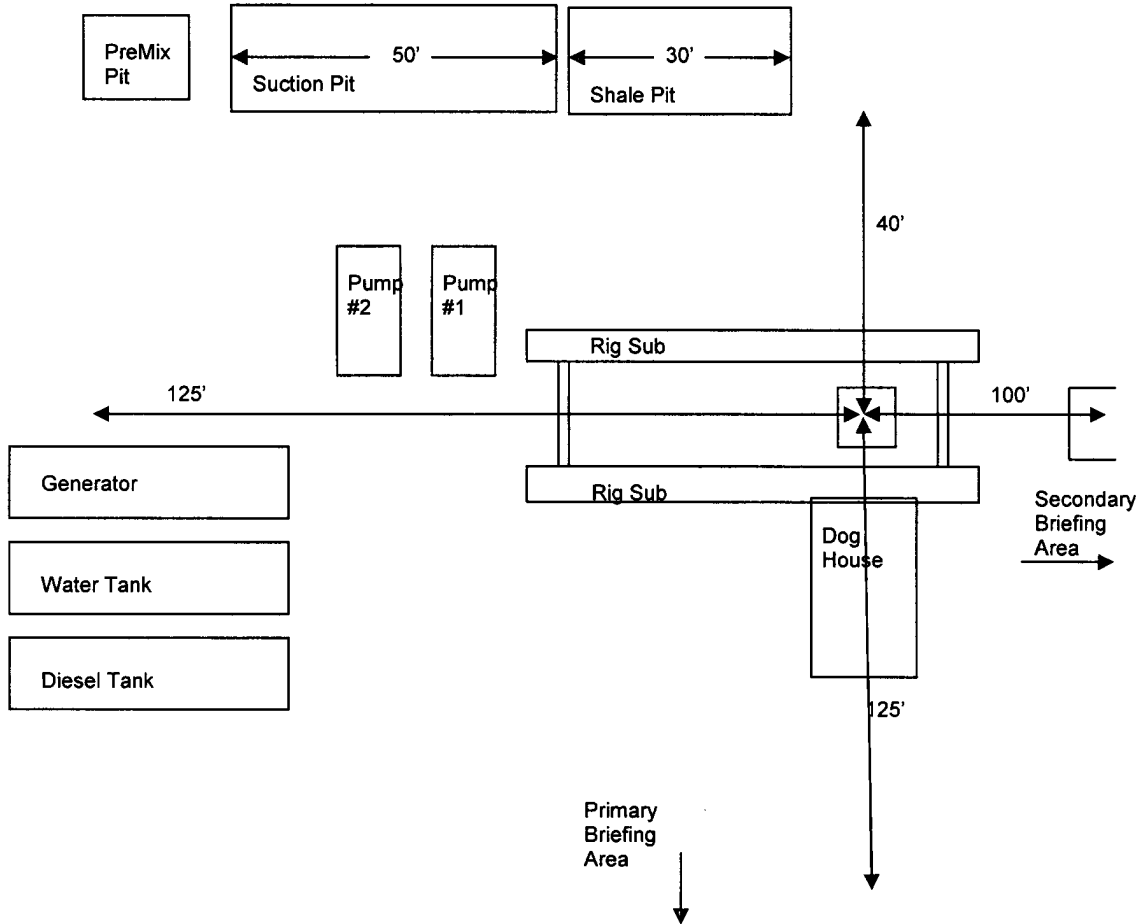 PreMix
Pit
50'
Suction Pit
30'
Shale Pit
40'
Pump
#2
Pump
#1
Rig Sub
125'
100'
Generator
Rig Sub
Secondary
Briefing
Area
Dog
House
Water Tank
Diesel Tank
125'
Primary
Briefing
Area